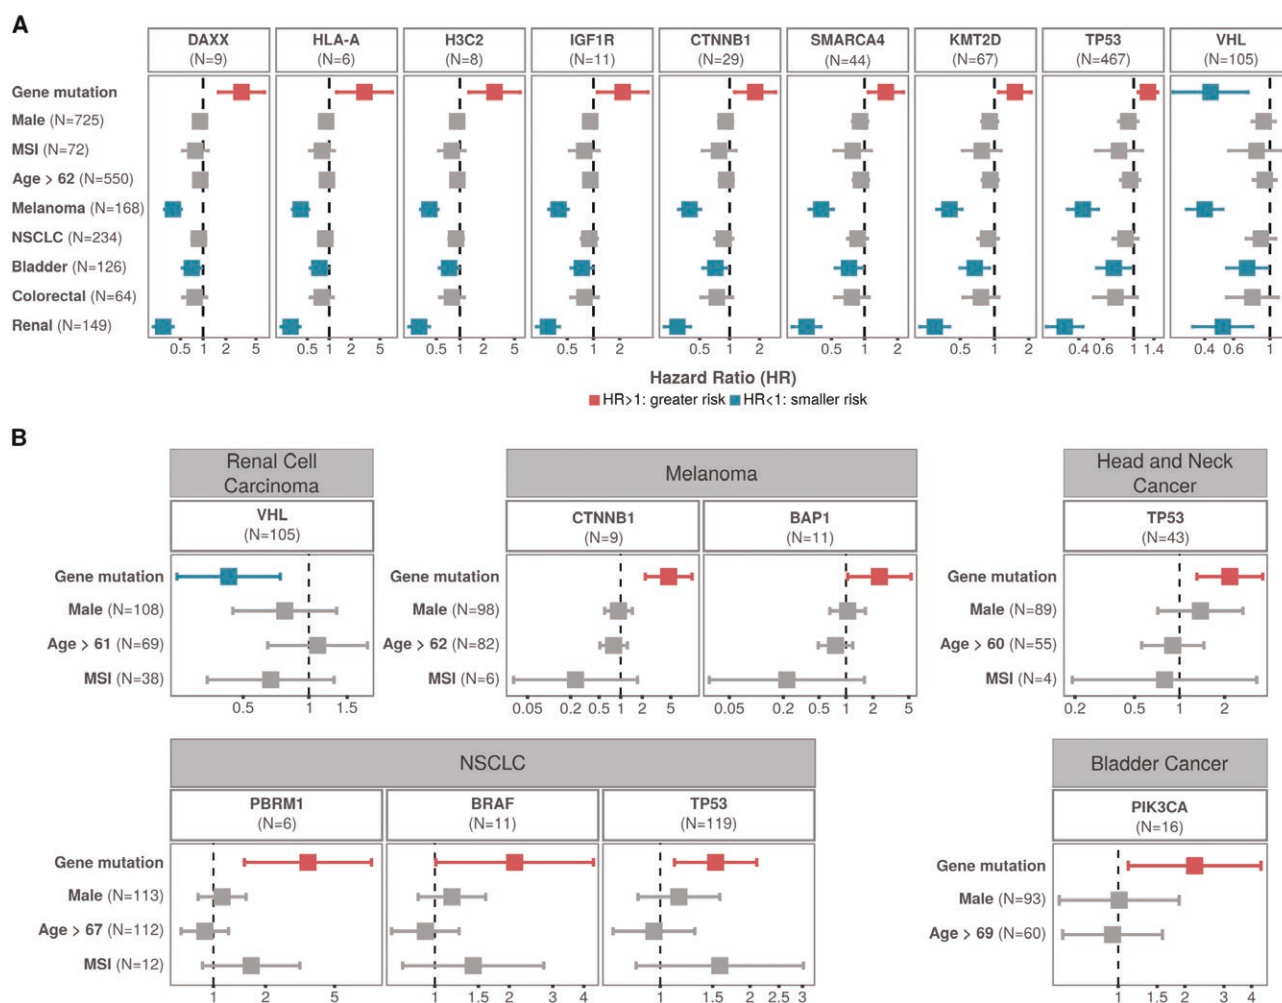 A
DAXX HLA-A H3C2 IGF1R CTNNB1 SMARCA4 KMT2D TP53 VHL
(N=9) (N=6) (N=8) (N=11) (N=29) (N=44) (N=67) (N=467) (N=105)
Gene mutation
Male (N=725)
MSI (N=72)
Age > 62 (N=550)
Melanoma (N=168)
NSCLC (N=234)
Bladder (N=126)
Colorectal (N=64)
Renal (N=149)
0.5 1 2 5 0.5 1 2 5 0.5 1 2 5 0.5 1 2 0.5 1 2 0.5 1 2 0.5 1 2 0.4 0.6 1 1.4 0.4 0.6 1
Hazard Ratio (HR)
HR>1: greater risk HR<1: smaller risk
B
Renal Cell
Carcinoma
VHL
(N=105)
Gene mutation
Male (N=108)
Age > 61 (N=69)
MSI (N=38)
0.5 1 1.5
Melanoma
CTNNB1 BAP1
(N=9) (N=11)
Gene mutation
Male (N=98)
Age > 62 (N=82)
MSI (N=6)
0.05 0.2 0.5 1 2 5 0.05 0.2 0.5 1 2 5
Head and Neck
Cancer
TP53
(N=43)
Gene mutation
Male (N=89)
Age > 60 (N=55)
MSI (N=4)
0.2 0.5 1 2
NSCLC
PBRM1 BRAF TP53
(N=6) (N=11) (N=119)
Gene mutation
Male (N=113)
Age > 67 (N=112)
MSI (N=12)
1 2 5 1 1.5 2 3 4 1 1.5 2 2.5 3
Bladder Cancer
PIK3CA
(N=16)
Gene mutation
Male (N=93)
Age > 69 (N=60)
1 2 3 4